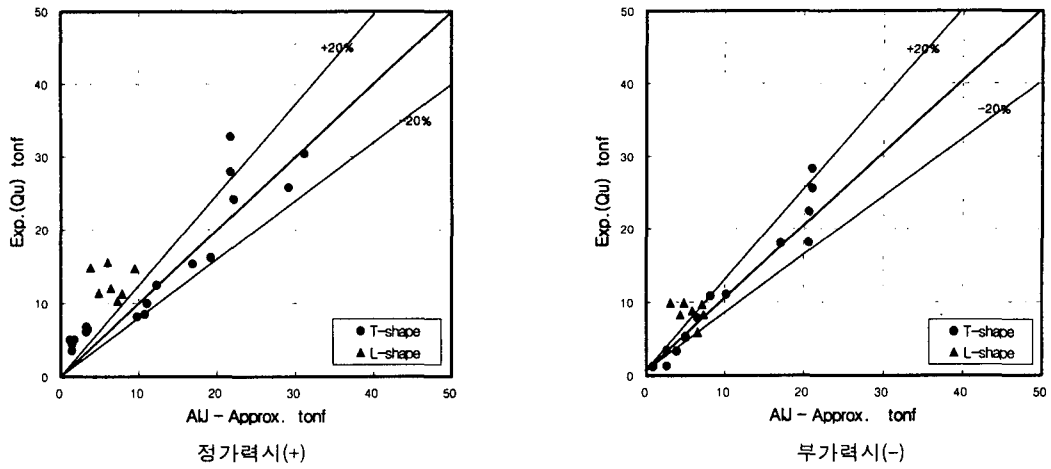 50
40
30
20
10
0
Exp.(Qu) tonf
+20%
-20%
T-shape
L-shape
0 10 20 30 40 50
AIJ-Approx. tonf
정가력시(+)
50
40
30
20
10
0
Exp.(Qu) tonf
+20%
-20%
T-shape
L-shape
0 10 20 30 40 50
AIJ-Approx. tonf
부가력시(-)